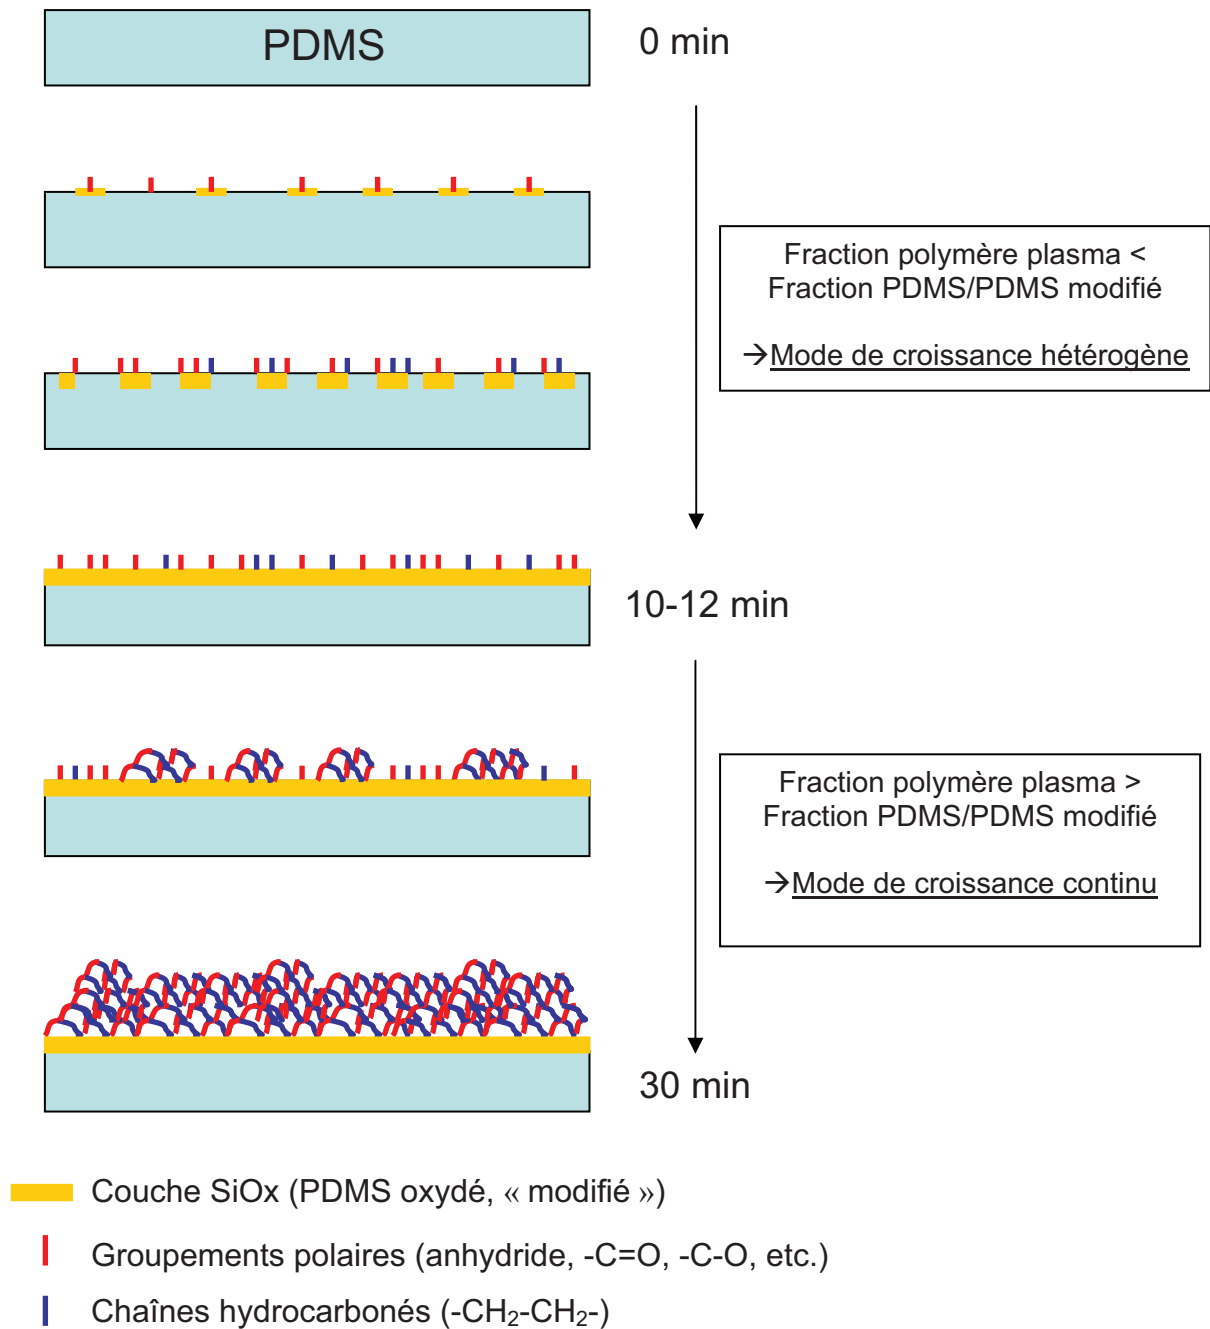 PDMS
0 min
Fraction polymère plasma <
Fraction PDMS/PDMS modifié
→Mode de croissance hétérogène
10-12 min
Fraction polymère plasma >
Fraction PDMS/PDMS modifié
→Mode de croissance continu
30 min
Couche SiOx (PDMS oxydé, « modifié »)
Groupements polaires (anhydride, -C=O, -C-O, etc.)
Chaînes hydrocarbonés (-CH₂-CH₂-)